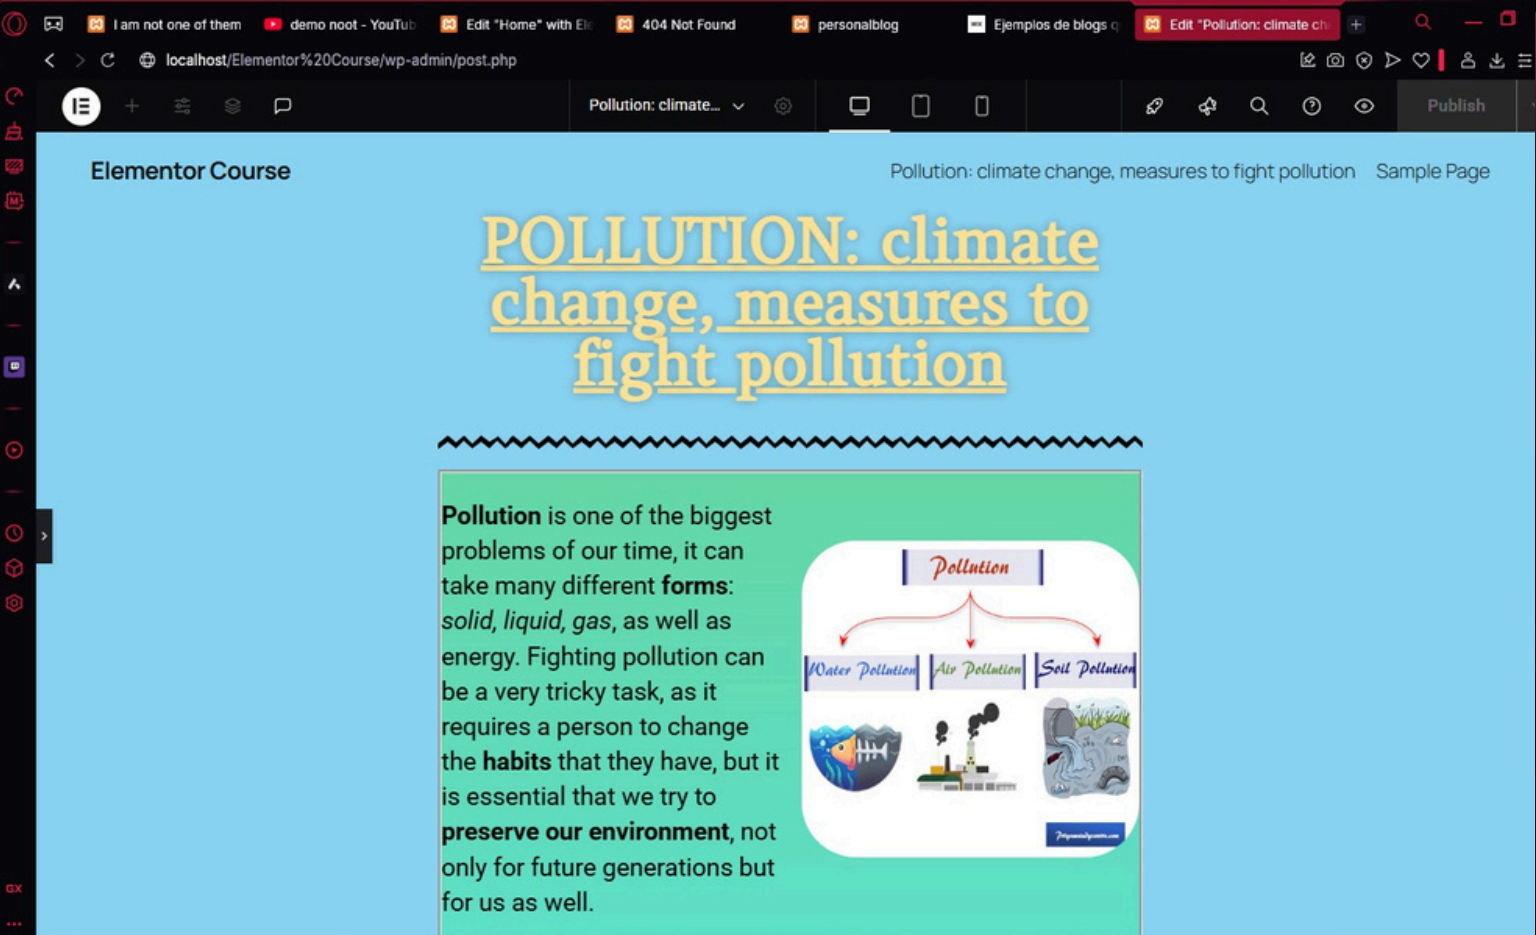 I am not one of them
demo noot - YouTub
Edit "Home" with Ele
404 Not Found
personalblog
Ejemplos de blogs q
Edit "Pollution: climate ch
localhost/Elementor%20Course/wp-admin/post.php
Pollution: climate...
Publish
Elementor Course
Pollution: climate change, measures to fight pollution
Sample Page
POLLUTION: climate
change, measures to
fight pollution
Pollution is one of the biggest
problems of our time, it can
take many different forms:
solid, liquid, gas, as well as
energy. Fighting pollution can
be a very tricky task, as it
requires a person to change
the habits that they have, but it
is essential that we try to
preserve our environment, not
only for future generations but
for us as well.
Pollution
Water Pollution
Air Pollution
Soil Pollution
GX